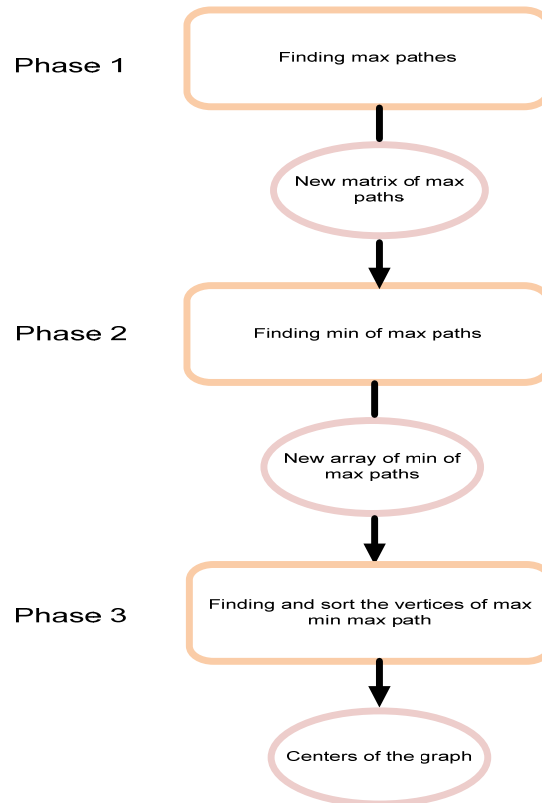 Phase 1
Finding max pathes
New matrix of max
paths
Phase 2
Finding min of max paths
New array of min of
max paths
Phase 3
Finding and sort the vertices of max
min max path
Centers of the graph